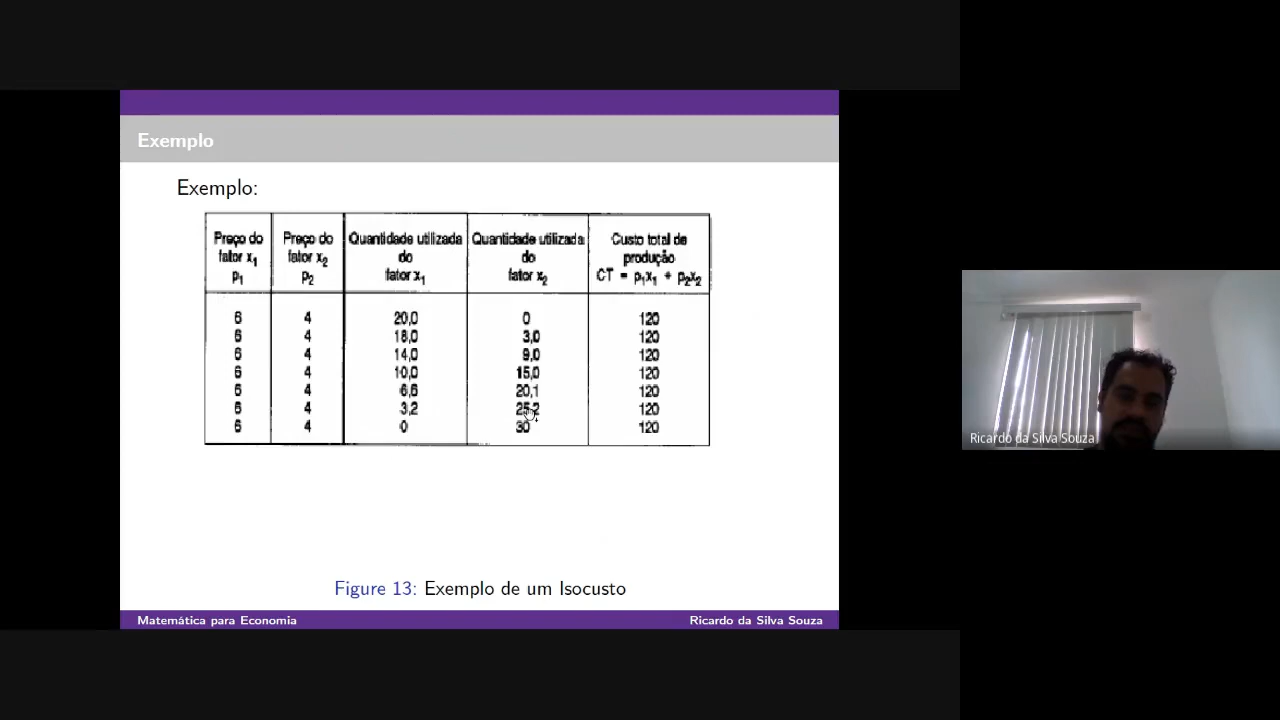 Exemplo
Exemplo:
Preço do fator x₁ p₁ Preço do fator x₂ p₂ Quantidade utilizada do fator x₁ Quantidade utilizada do fator x₂ Custo total de produção CT = p₁x₁ + p₂x₂
6 4 20,0 0 120
6 4 18,0 3,0 120
6 4 14,0 9,0 120
6 4 10,0 15,0 120
6 4 6,6 20,1 120
6 4 3,2 25,2 120
6 4 0 30 120
Figure 13: Exemplo de um Isocusto
Matemática para Economia Ricardo da Silva Souza
Ricardo da Silva Souza